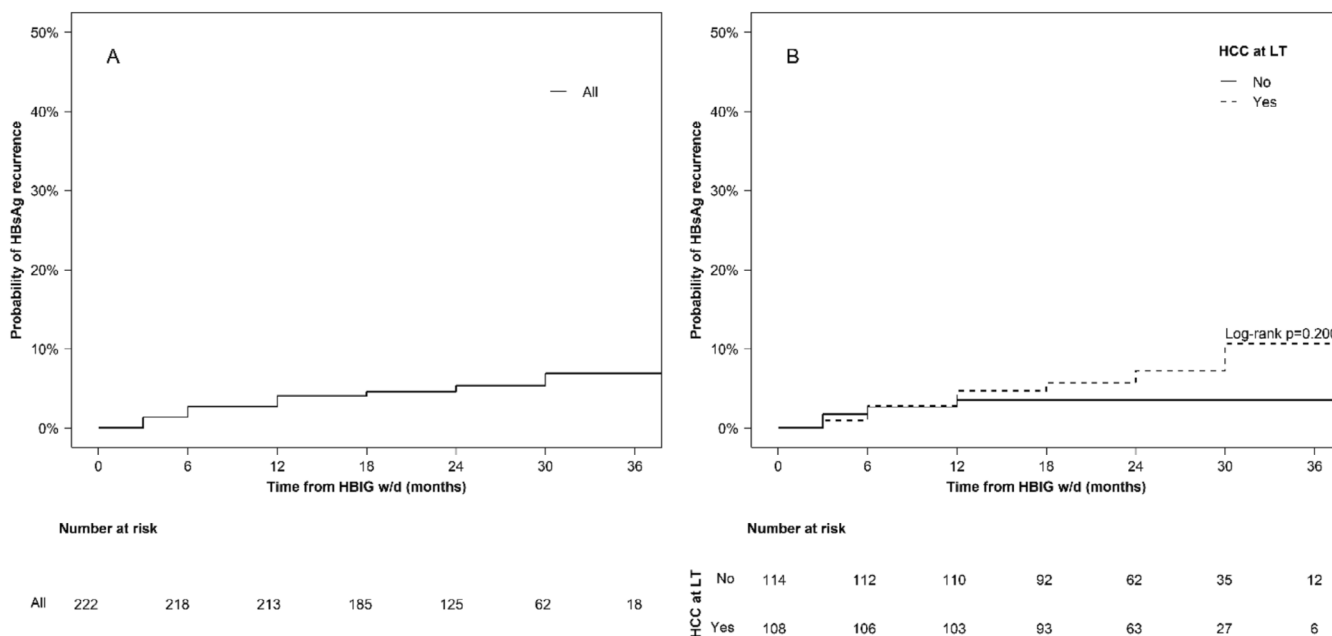 A
All
50%
40%
30%
20%
10%
0%
Probability of HBsAg recurrence
0 6 12 18 24 30 36
Time from HBIG w/d (months)
Number at risk
All 222 218 213 185 125 62 18
B
HCC at LT
No
Yes
50%
40%
30%
20%
10%
0%
Probability of HBsAg recurrence
Log-rank p=0.200
0 6 12 18 24 30 36
Time from HBIG w/d (months)
Number at risk
HCC at LT
No 114 112 110 92 62 35 12
Yes 108 106 103 93 63 27 6